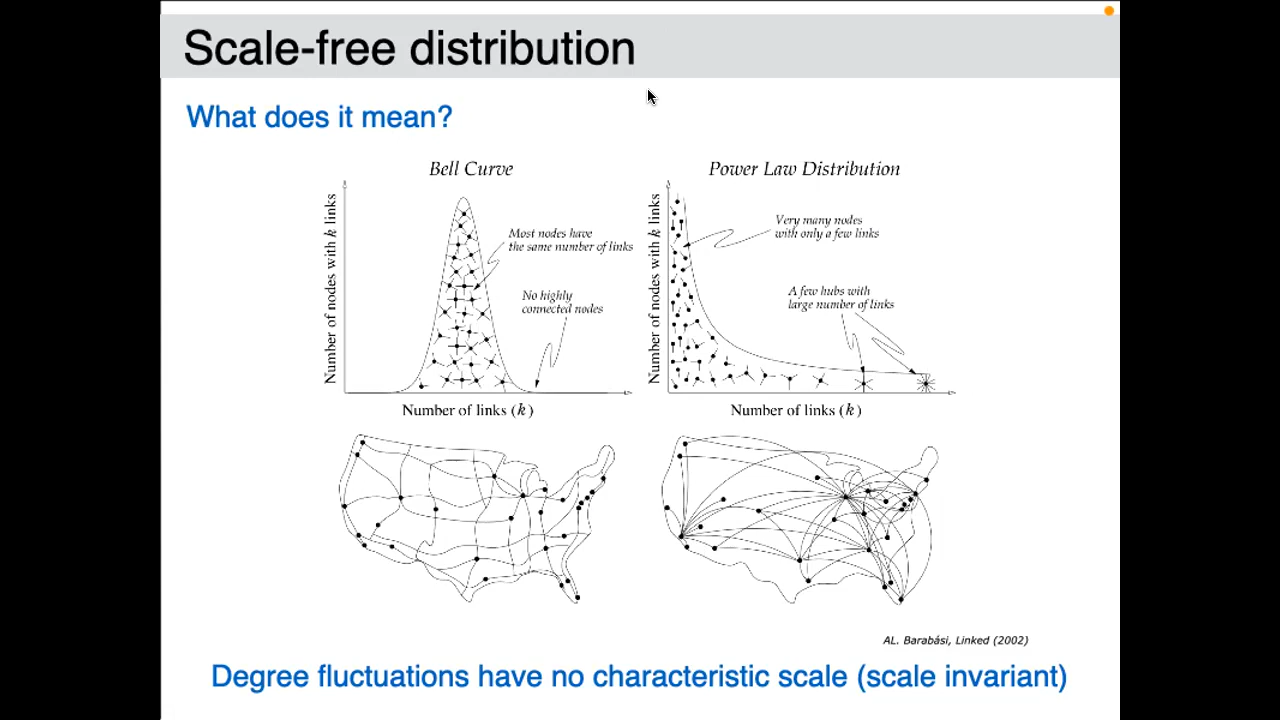 Scale-free distribution
What does it mean?
Bell Curve
Number of nodes with k links
Most nodes have
the same number of links
No highly
connected nodes
Number of links (k)
Power Law Distribution
Number of nodes with k links
Very many nodes
with only a few links
A few hubs with
large number of links
Number of links (k)
AL. Barabási, Linked (2002)
Degree fluctuations have no characteristic scale (scale invariant)